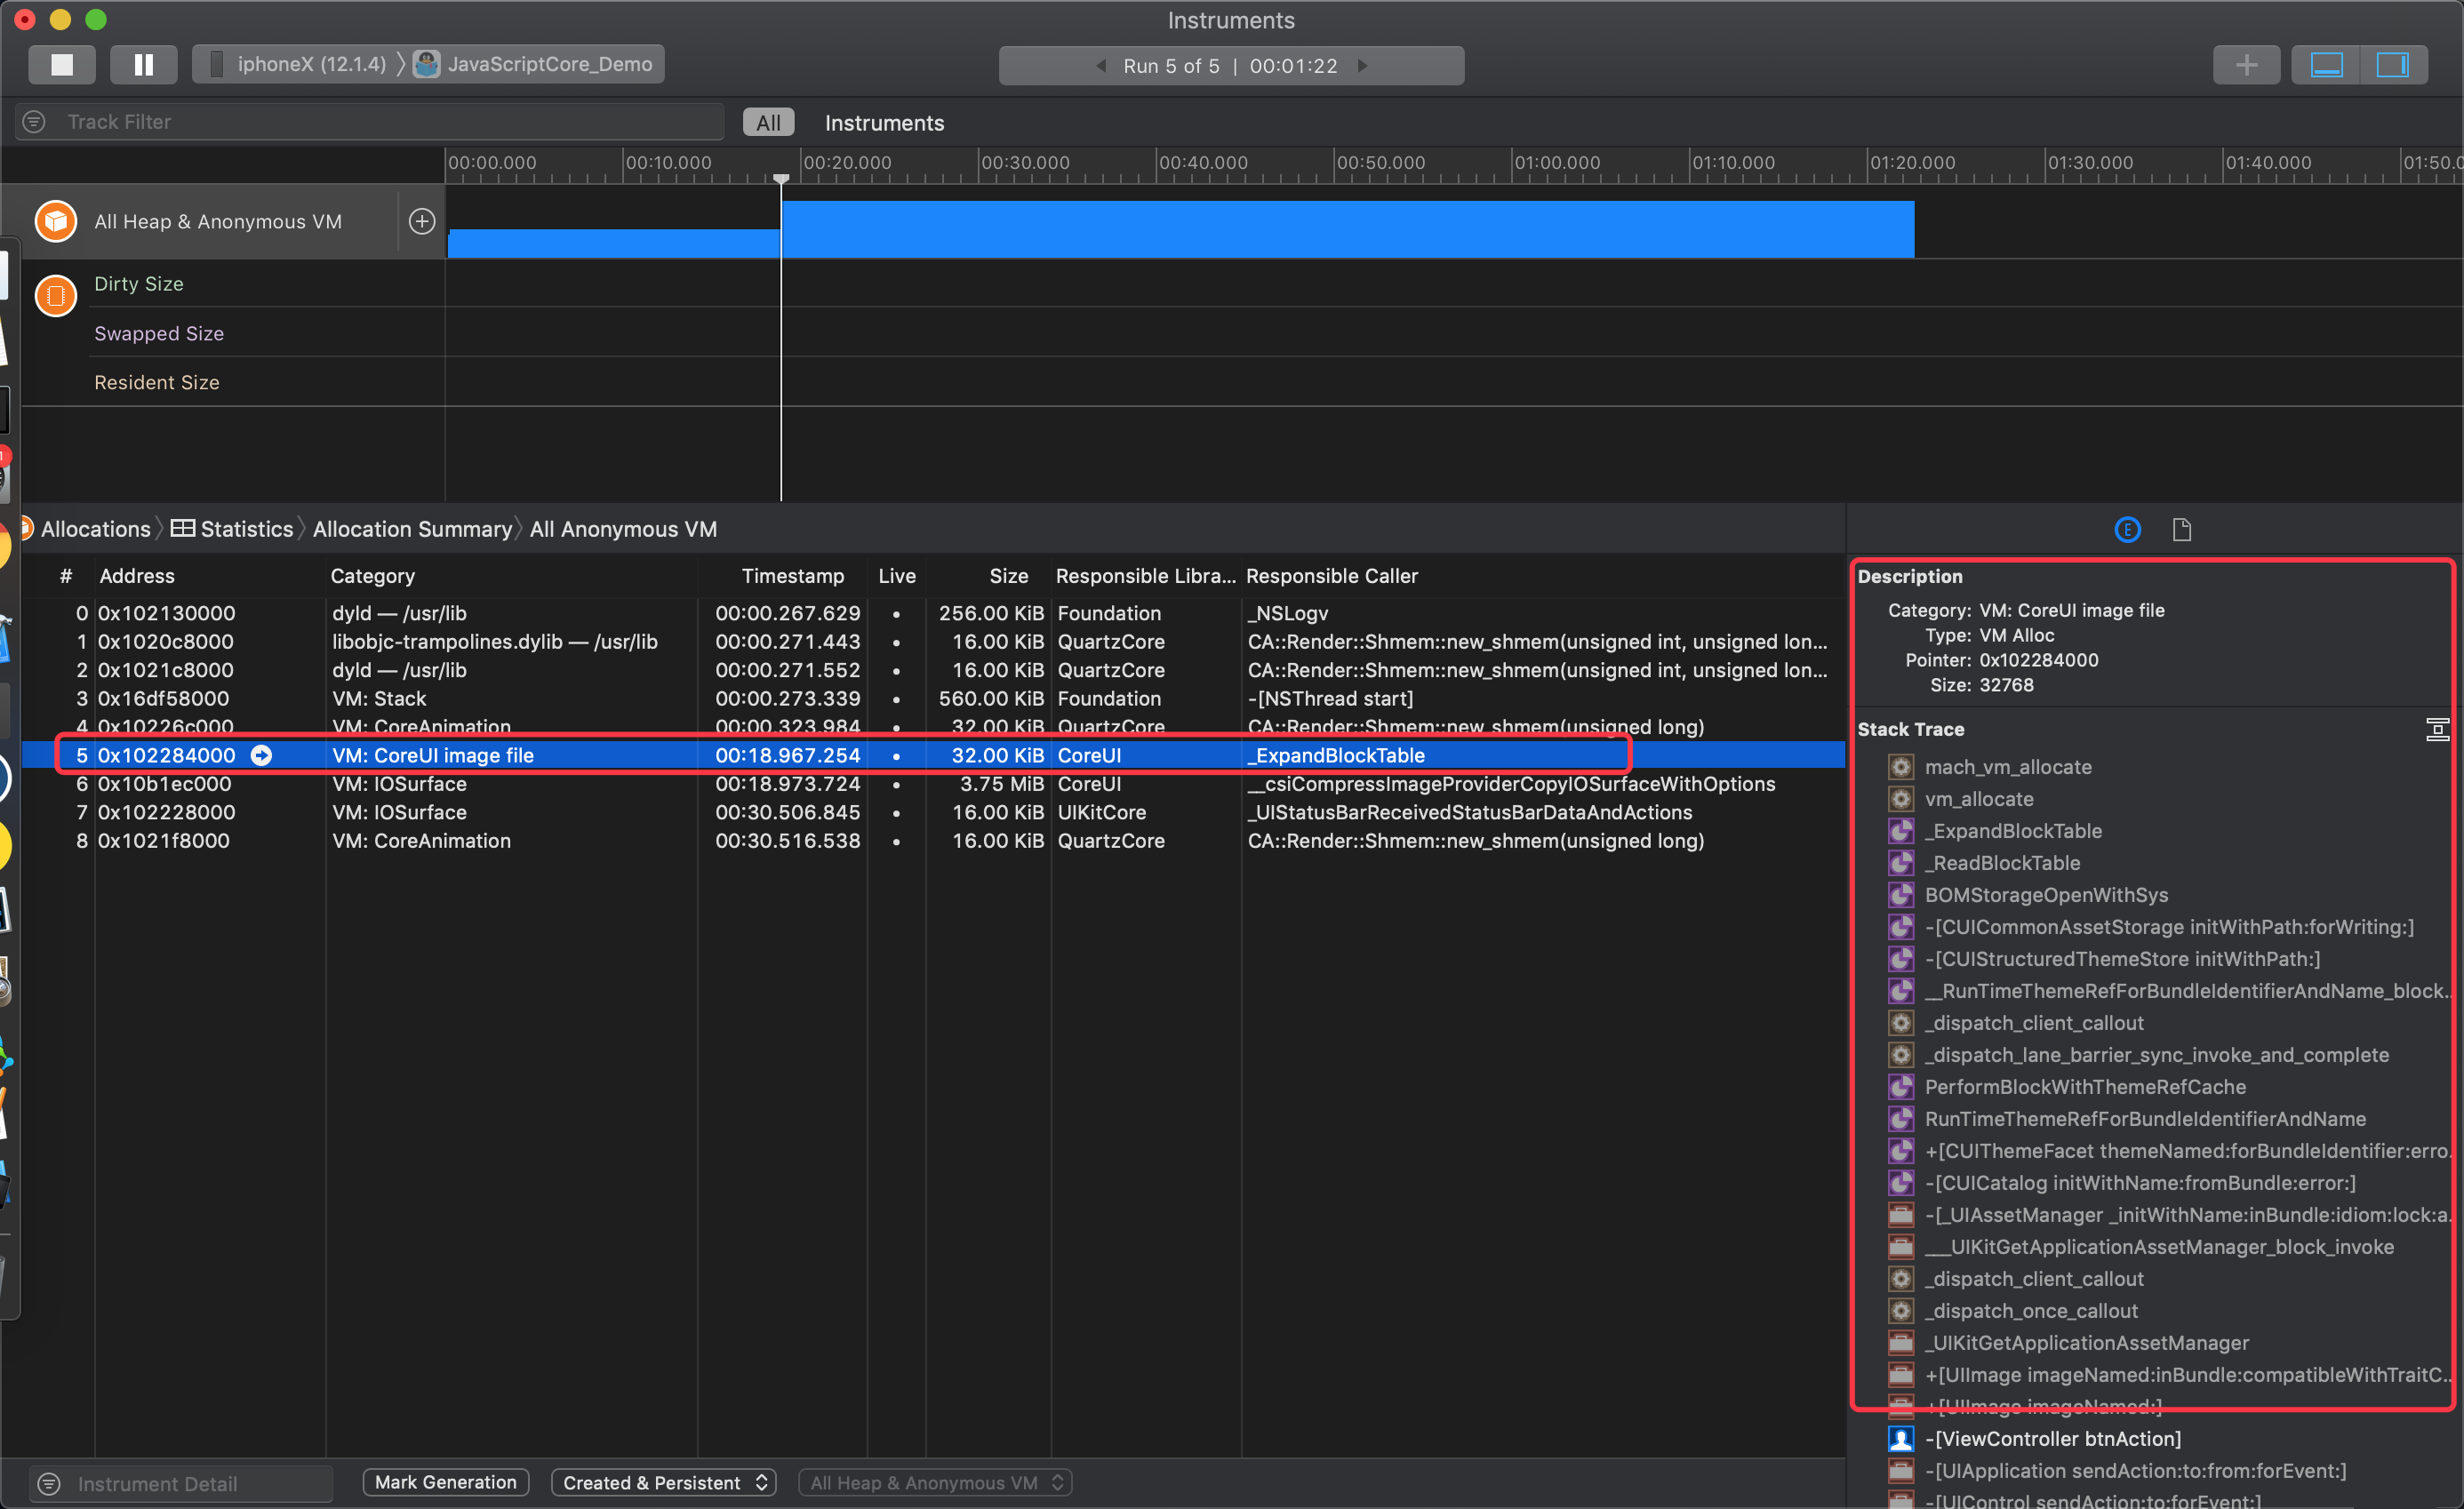 Instruments
iphoneX (12.1.4) 〉 JavaScriptCore_Demo
Run 5 of 5 | 00:01:22
Track Filter
All Instruments
00:00.000 00:10.000 00:20.000 00:30.000 00:40.000 00:50.000 01:00.000 01:10.000 01:20.000 01:30.000 01:40.000 01:50.0
All Heap & Anonymous VM
Dirty Size
Swapped Size
Resident Size
Allocations 〉 Statistics 〉 Allocation Summary 〉 All Anonymous VM
# Address Category Timestamp Live Size Responsible Libra... Responsible Caller
0 0x102130000 dyld — /usr/lib 00:00.267.629 • 256.00 KiB Foundation _NSLogv
1 0x1020c8000 libobjc-trampolines.dylib — /usr/lib 00:00.271.443 • 16.00 KiB QuartzCore CA::Render::Shmem::new_shmem(unsigned int, unsigned lon...
2 0x1021c8000 dyld — /usr/lib 00:00.271.552 • 16.00 KiB QuartzCore CA::Render::Shmem::new_shmem(unsigned int, unsigned lon...
3 0x16df58000 VM: Stack 00:00.273.339 • 560.00 KiB Foundation -[NSThread start]
4 0x10226c000 VM: CoreAnimation 00:00.323.984 • 32.00 KiB QuartzCore CA::Render::Shmem::new_shmem(unsigned long)
5 0x102284000 VM: CoreUI image file 00:18.967.254 • 32.00 KiB CoreUI _ExpandBlockTable
6 0x10b1ec000 VM: IOSurface 00:18.973.724 • 3.75 MiB CoreUI __csiCompressImageProviderCopyIOSurfaceWithOptions
7 0x102228000 VM: IOSurface 00:30.506.845 • 16.00 KiB UIKitCore _UIStatusBarReceivedStatusBarDataAndActions
8 0x1021f8000 VM: CoreAnimation 00:30.516.538 • 16.00 KiB QuartzCore CA::Render::Shmem::new_shmem(unsigned long)
Description
Category: VM: CoreUI image file
Type: VM Alloc
Pointer: 0x102284000
Size: 32768
Stack Trace
mach_vm_allocate
vm_allocate
_ExpandBlockTable
_ReadBlockTable
BOMStorageOpenWithSys
-[CUICommonAssetStorage initWithPath:forWriting:]
-[CUIStructuredThemeStore initWithPath:]
__RunTimeThemeRefForBundleIdentifierAndName_block...
_dispatch_client_callout
_dispatch_lane_barrier_sync_invoke_and_complete
PerformBlockWithThemeRefCache
RunTimeThemeRefForBundleIdentifierAndName
+[CUIThemeFacet themeNamed:forBundleIdentifier:erro...
-[CUICatalog initWithName:fromBundle:error:]
-[_UIAssetManager _initWithName:inBundle:idiom:lock:a...
___UIKitGetApplicationAssetManager_block_invoke
_dispatch_client_callout
_dispatch_once_callout
_UIKitGetApplicationAssetManager
+[UIImage imageNamed:inBundle:compatibleWithTraitC...
+[UIImage imageNamed:]
-[ViewController btnAction]
-[UIApplication sendAction:to:from:forEvent:]
-[UIControl sendAction:to:forEvent:]
Instrument Detail
Mark Generation
Created & Persistent
All Heap & Anonymous VM